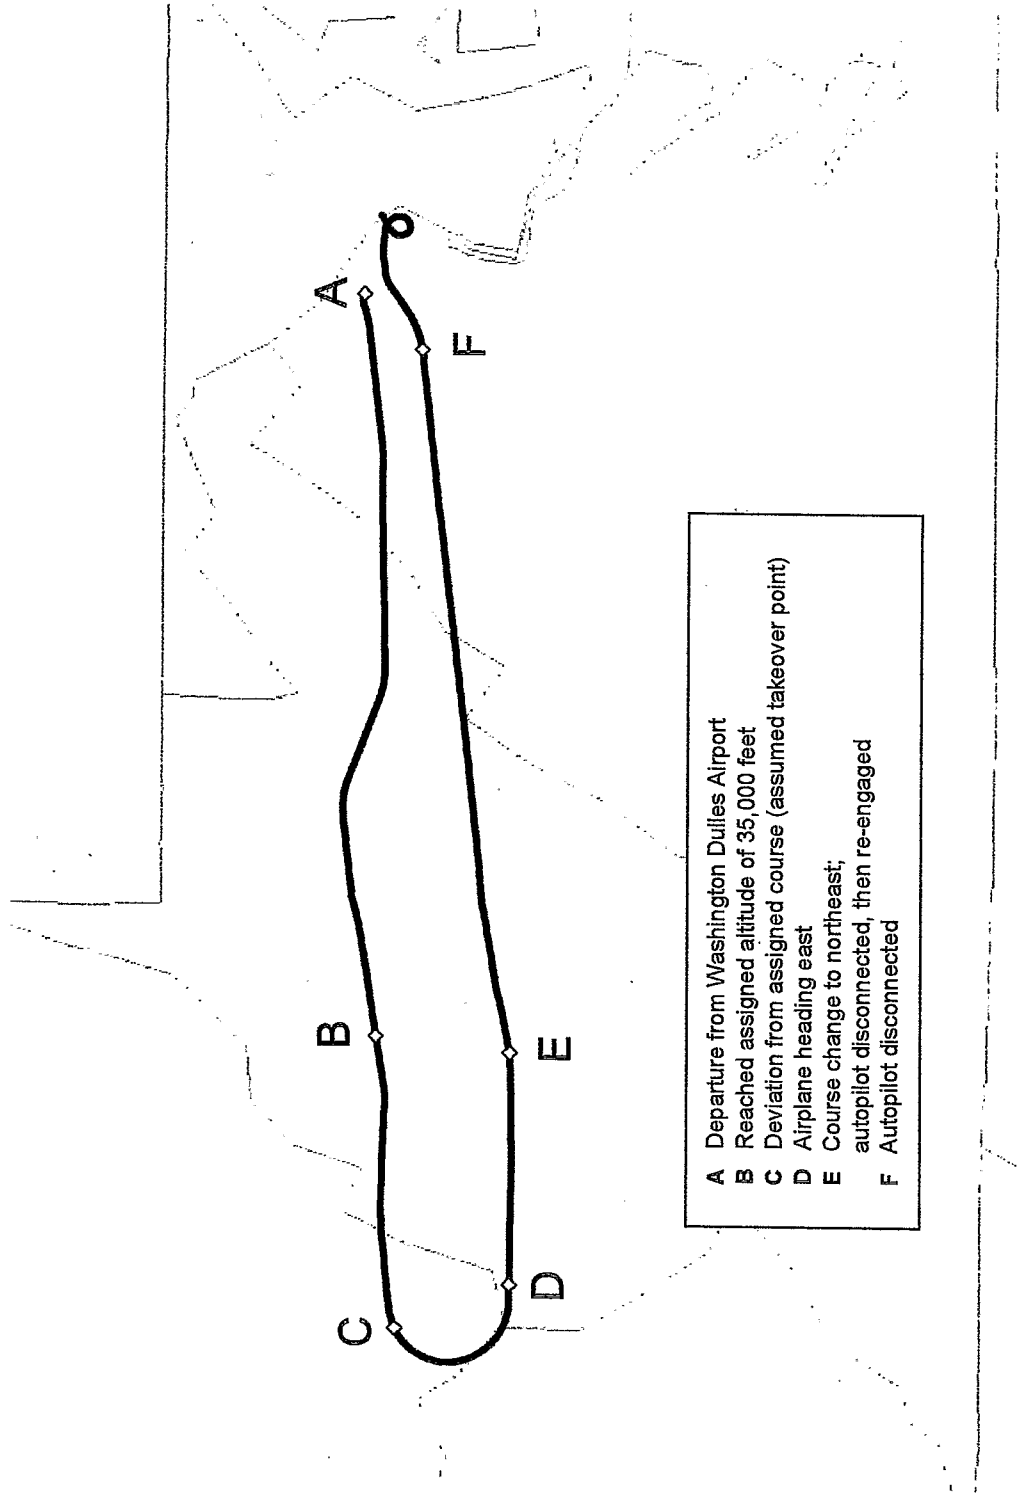 A
F
B
E
C
D
A Departure from Washington Dulles Airport
B Reached assigned altitude of 35,000 feet
C Deviation from assigned course (assumed takeover point)
D Airplane heading east
E Course change to northeast;
autopilot disconnected, then re-engaged
F Autopilot disconnected